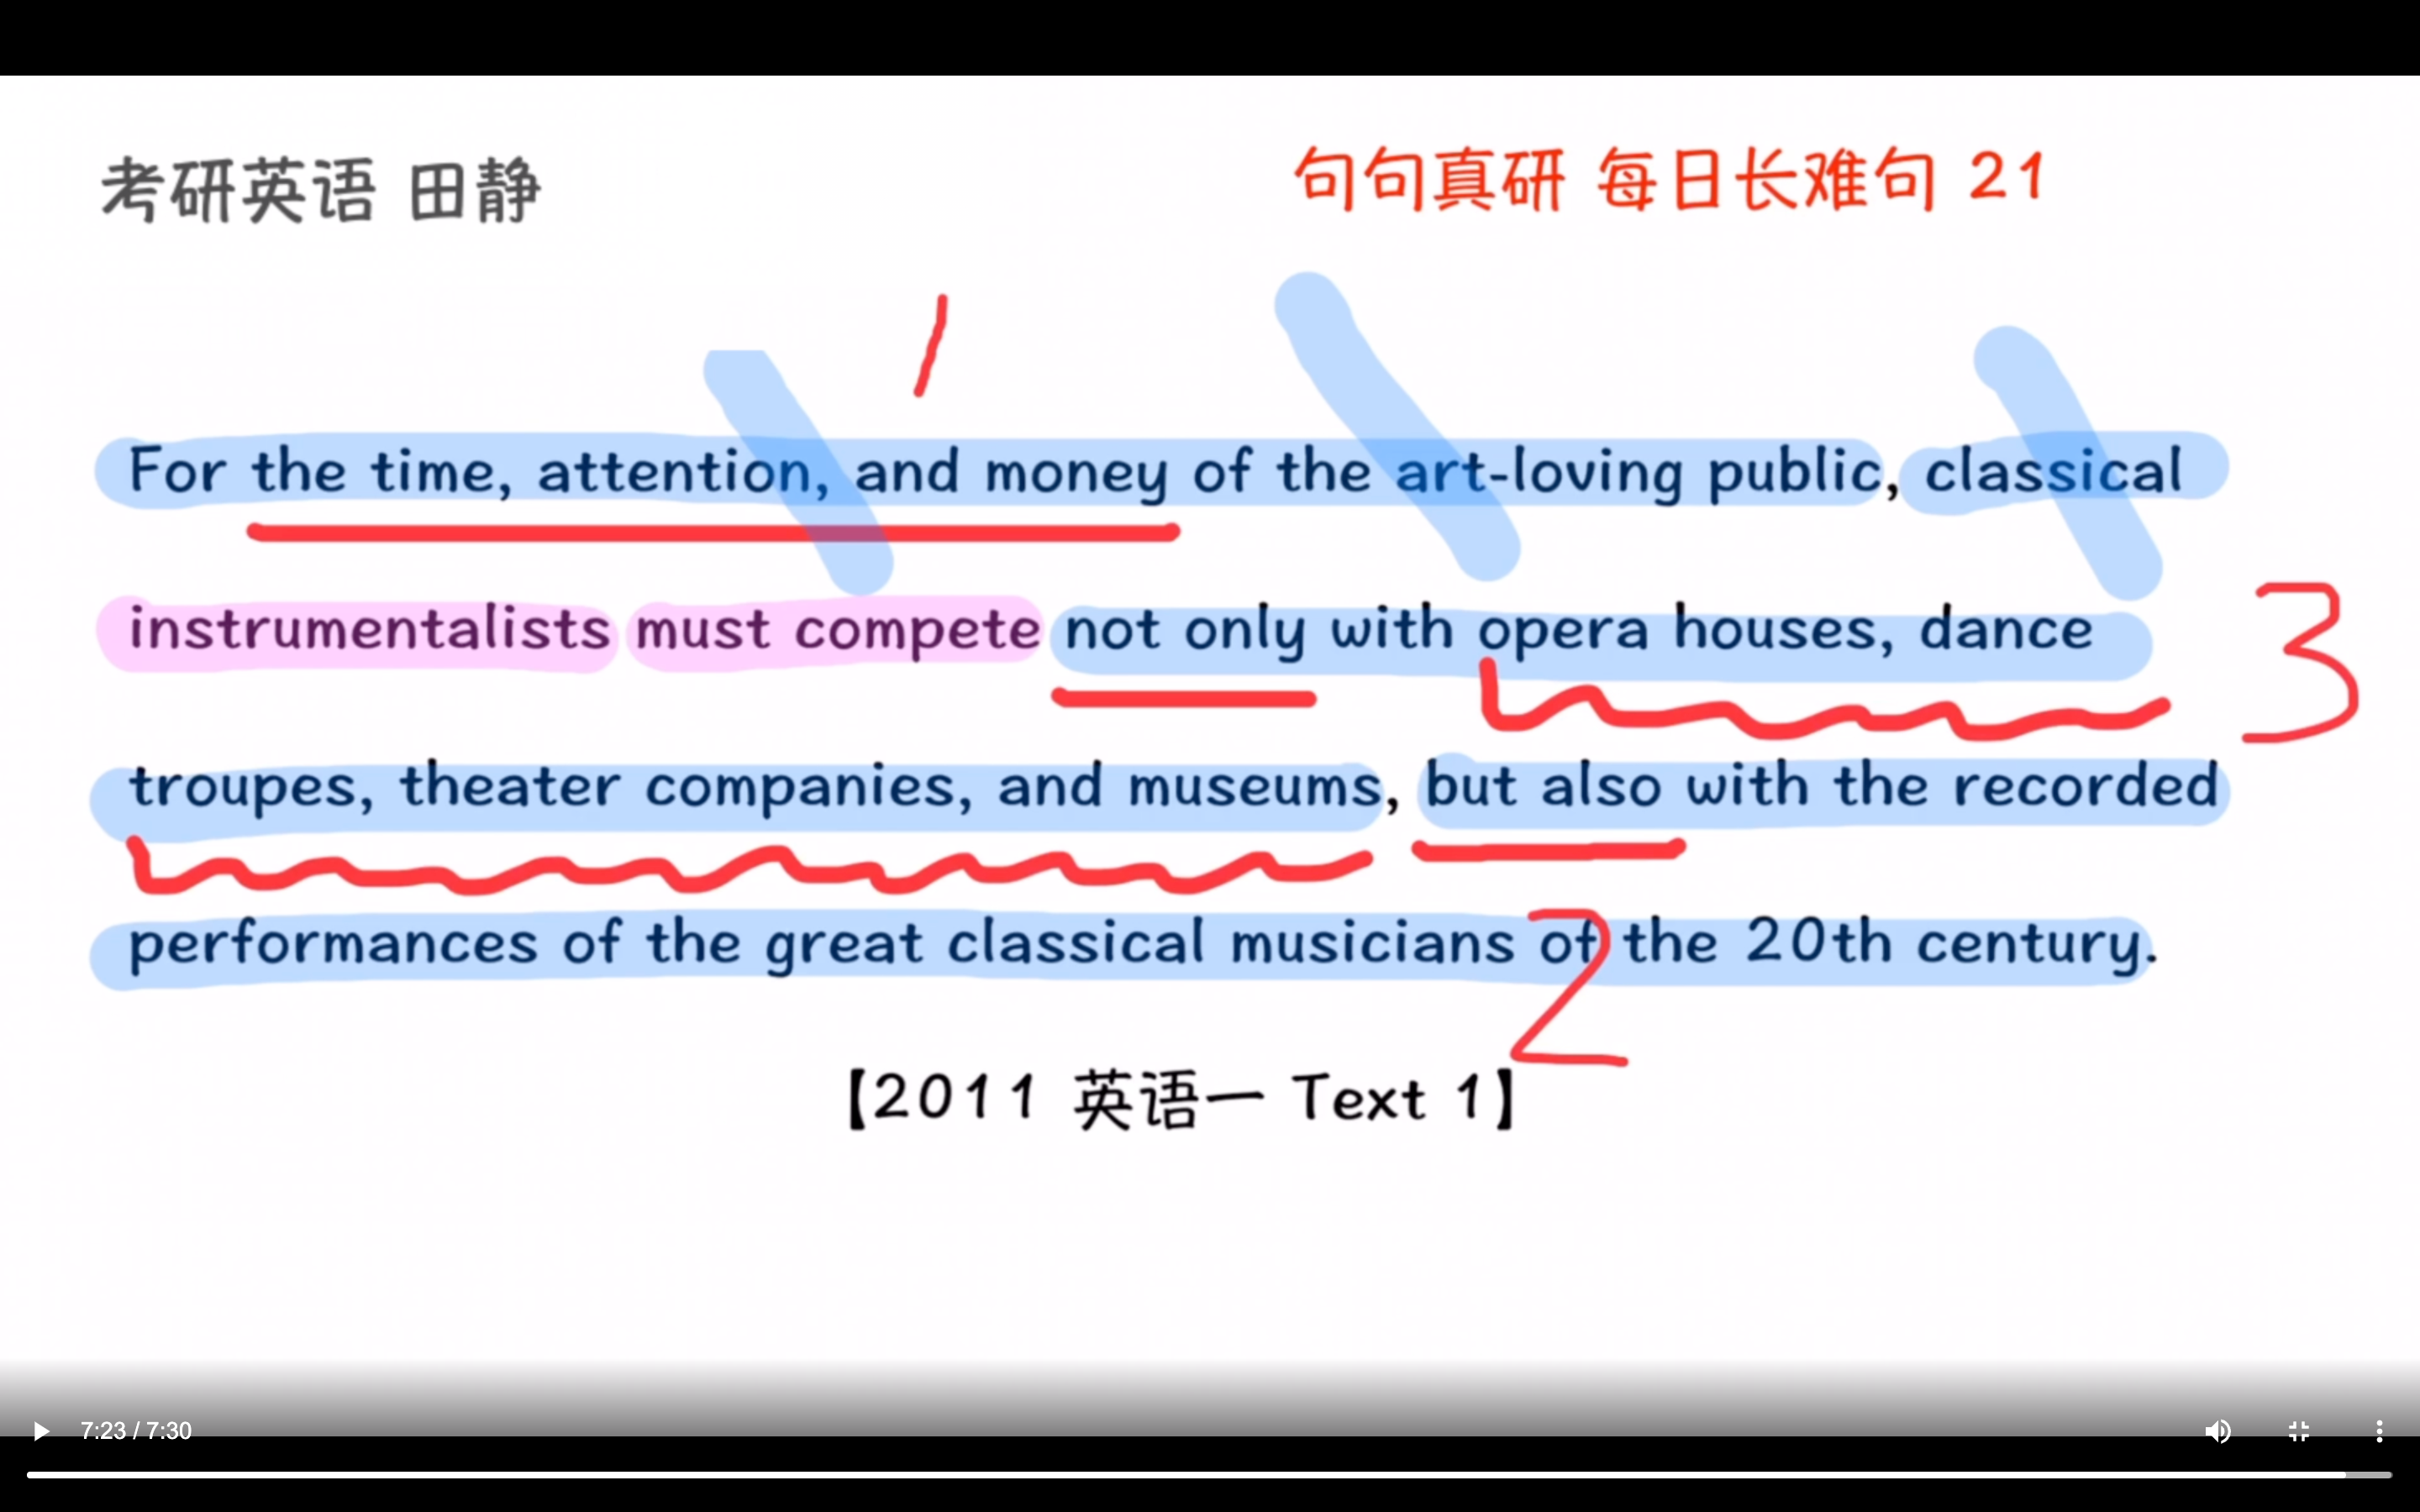 考研英语 田静
句句真研 每日长难句 21
1
For the time, attention, and money of the art-loving public, classical
instrumentalists must compete not only with opera houses, dance
3
troupes, theater companies, and museums, but also with the recorded
performances of the great classical musicians of the 20th century.
2
【2011 英语一 Text 1】
7:23 / 7:30